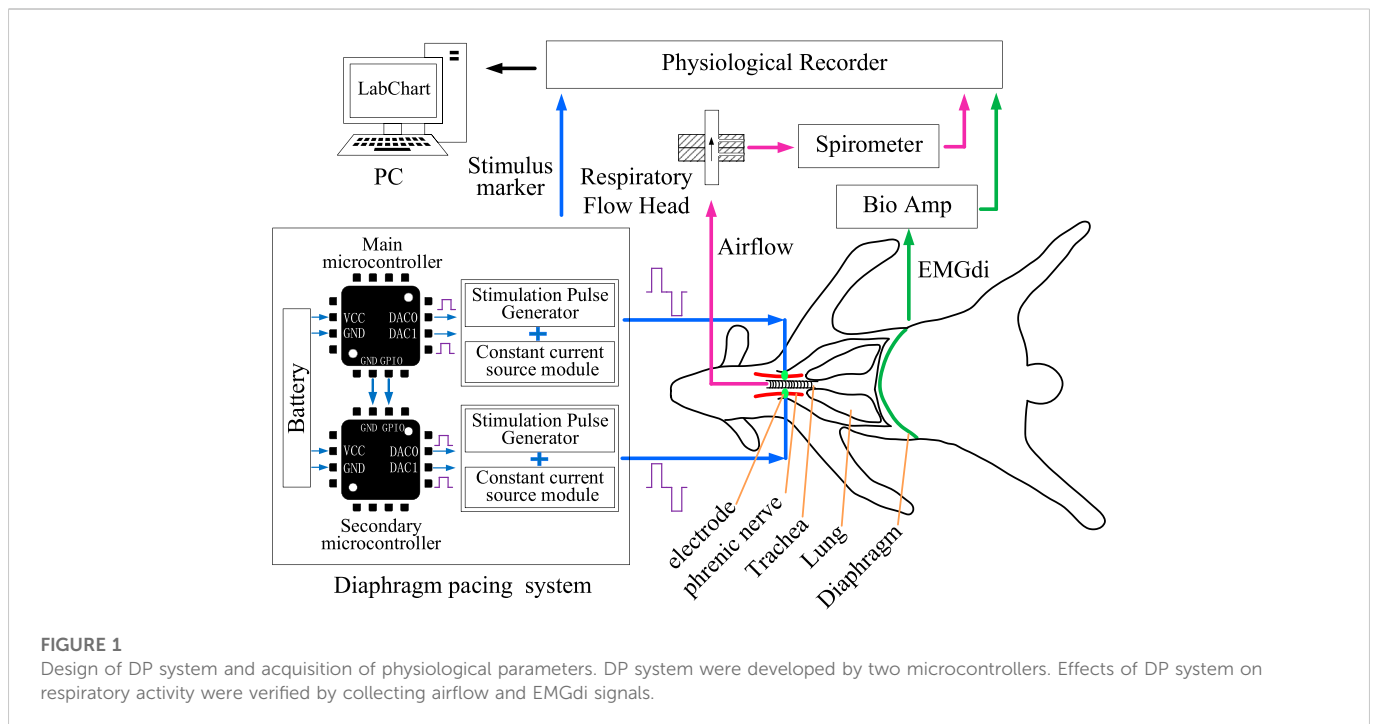 Physiological Recorder
LabChart
PC
Stimulus
marker
Respiratory
Flow Head
Spirometer
Bio Amp
Airflow
EMGdi
Main
microcontroller
VCC
GND
DAC0
DAC1
GND GPIO
Stimulation Pulse
Generator
+
Constant current
source module
Battery
GND GPIO
VCC
GND
DAC0
DAC1
Stimulation Pulse
Generator
+
Constant current
source module
Secondary
microcontroller
Diaphragm pacing system
electrode
phrenic nerve
Trachea
Lung
Diaphragm
FIGURE 1
Design of DP system and acquisition of physiological parameters. DP system were developed by two microcontrollers. Effects of DP system on
respiratory activity were verified by collecting airflow and EMGdi signals.